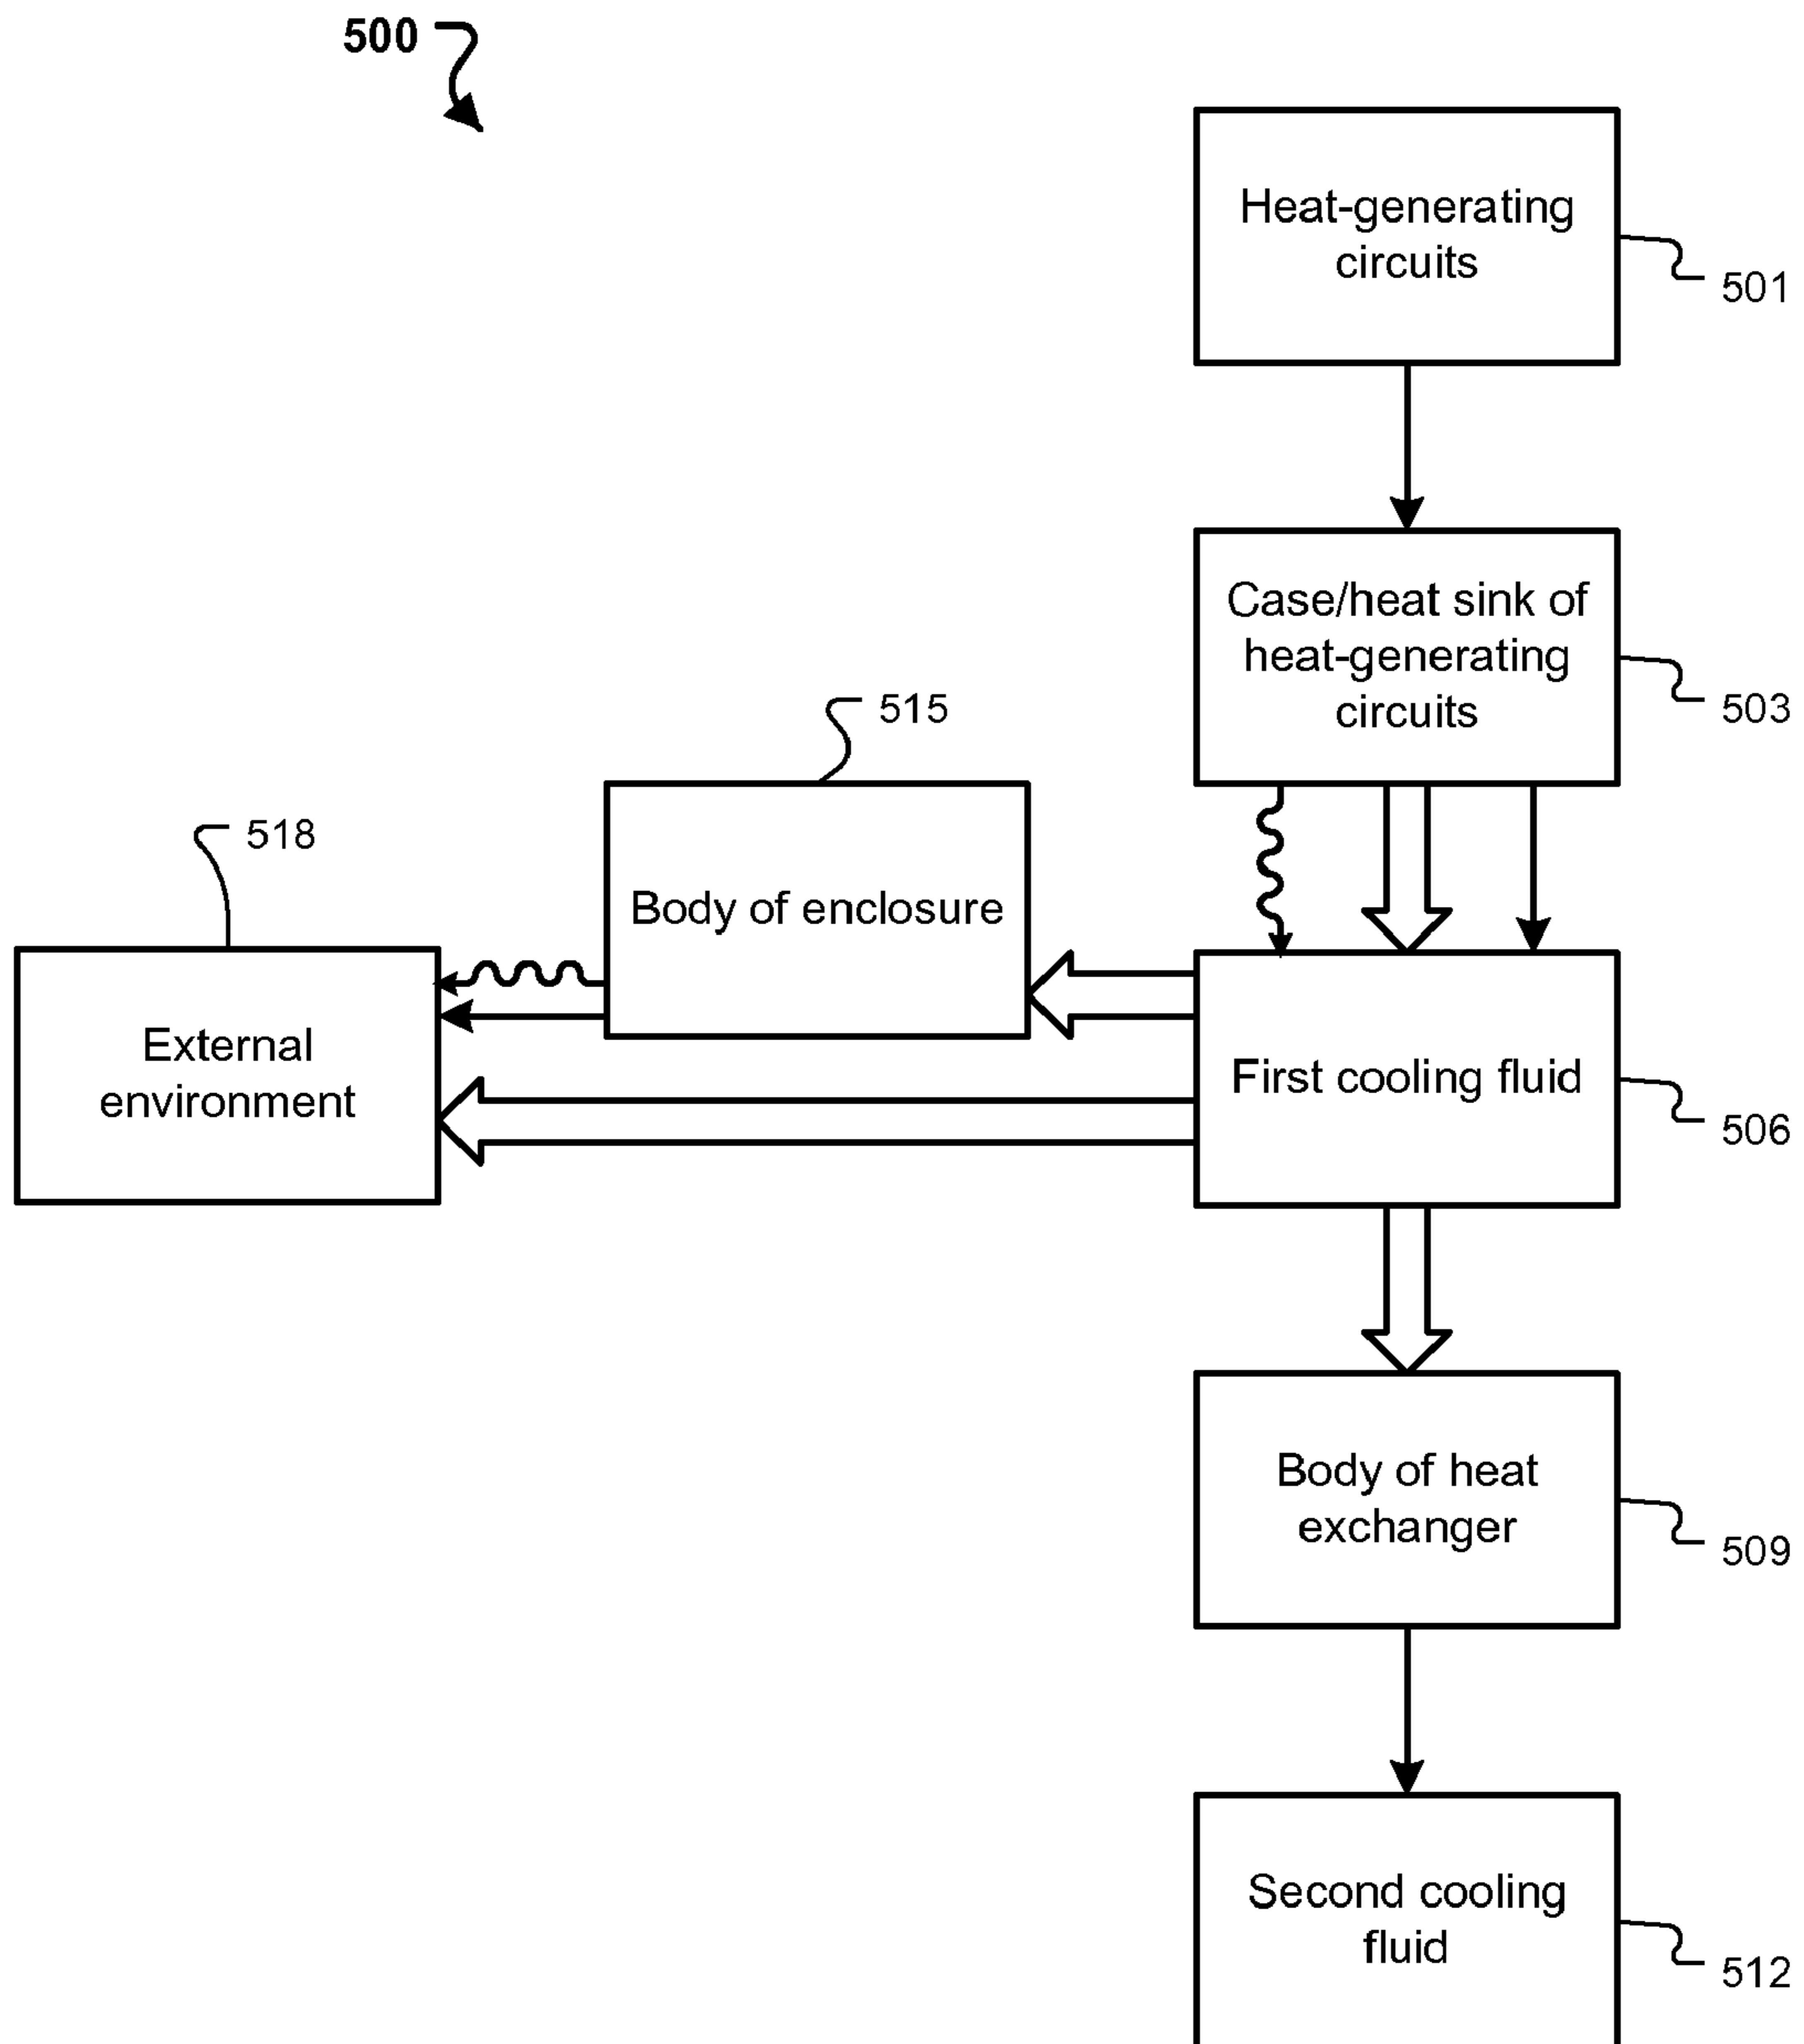 500
Heat-generating
circuits
501
Case/heat sink of
heat-generating
circuits
503
515
Body of enclosure
518
External
environment
First cooling fluid
506
Body of heat
exchanger
509
Second cooling
fluid
512